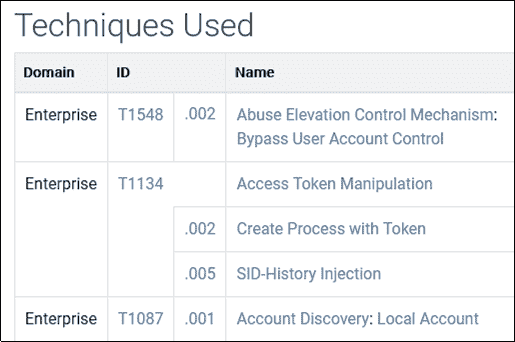 Techniques Used
Domain ID Name
Enterprise T1548 .002 Abuse Elevation Control Mechanism:
Bypass User Account Control
Enterprise T1134 Access Token Manipulation
.002 Create Process with Token
.005 SID-History Injection
Enterprise T1087 .001 Account Discovery: Local Account